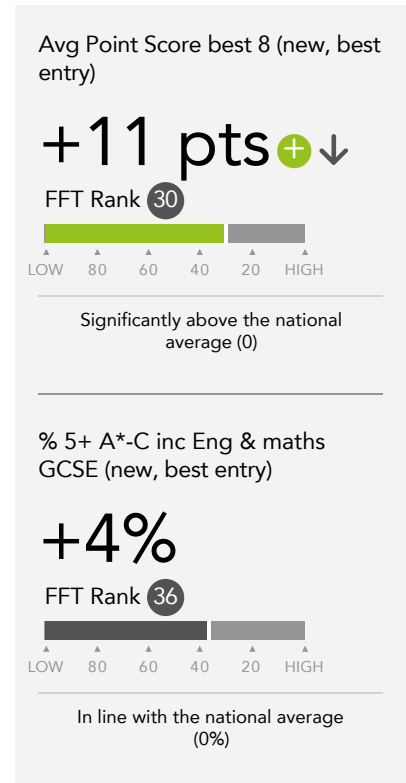 Avg Point Score best 8 (new, best
entry)
+11 pts + ↓
FFT Rank 30
LOW 80 60 40 20 HIGH
Significantly above the national
average (0)
% 5+ A*-C inc Eng & maths
GCSE (new, best entry)
+4%
FFT Rank 36
LOW 80 60 40 20 HIGH
In line with the national average
(0%)